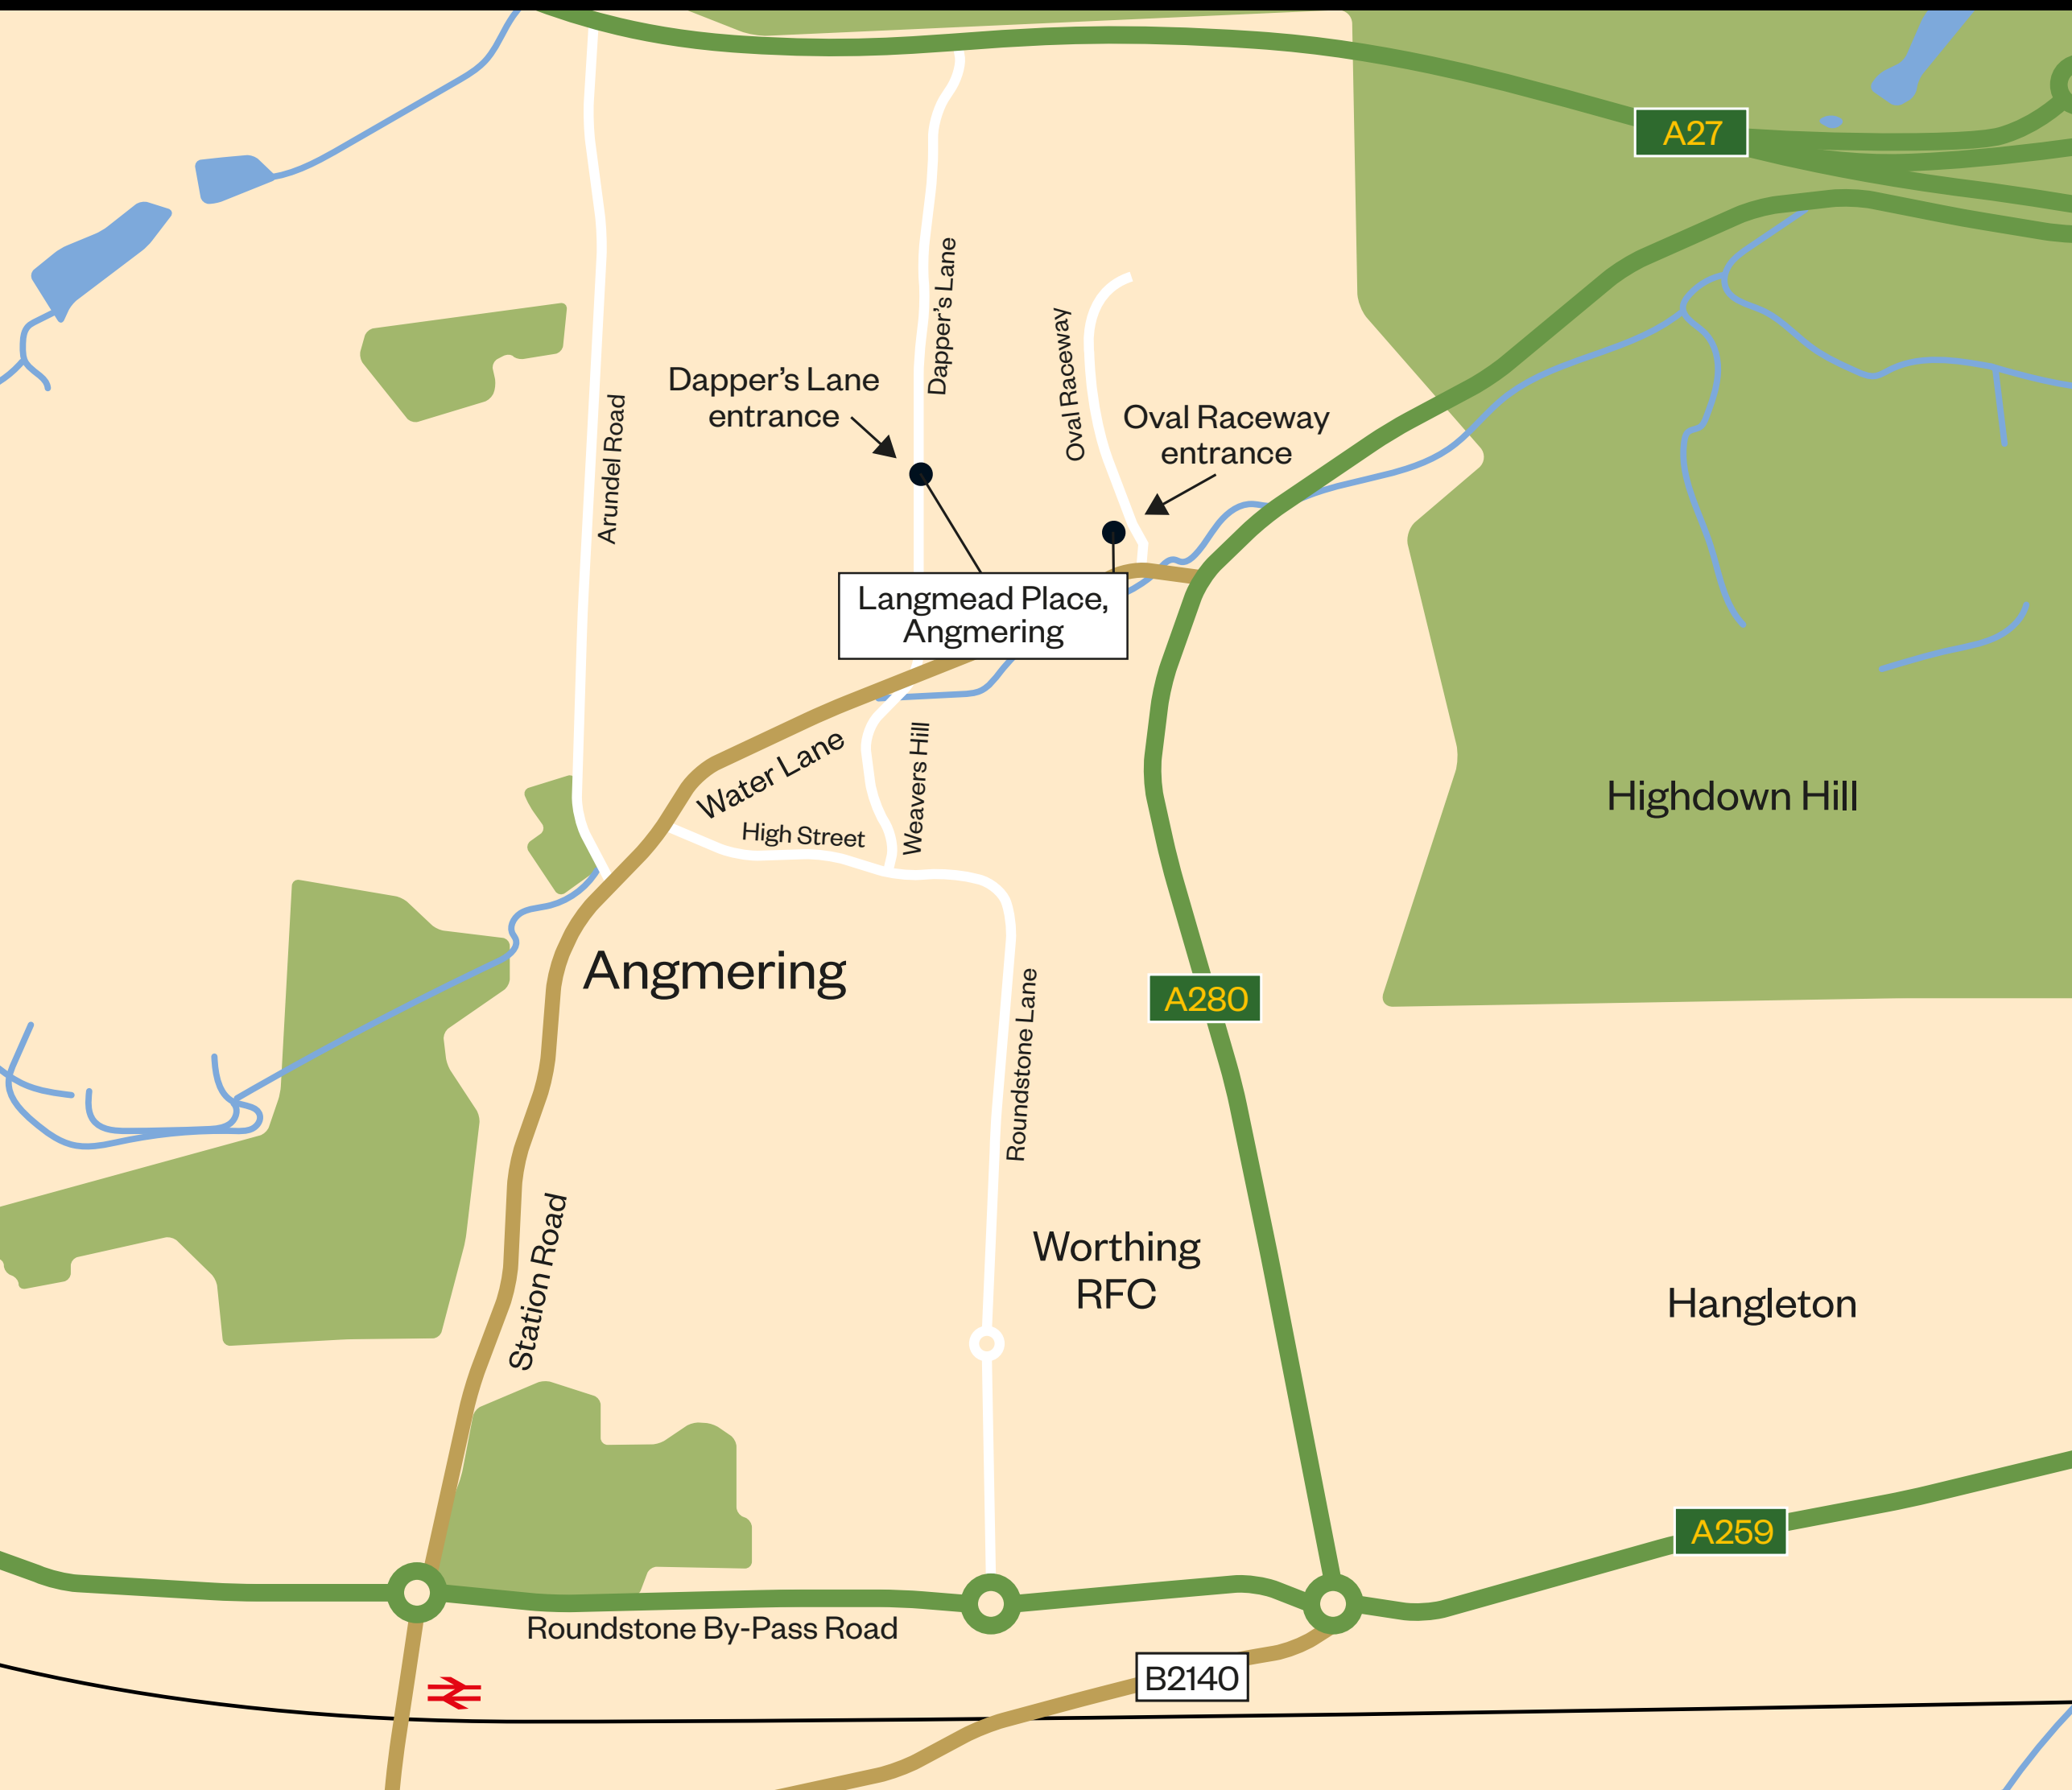 A27
Dapper’s Lane
Oval Raceway
Dapper’s Lane
entrance
Arundel Road
Oval Raceway
entrance
Langmead Place,
Angmering
Water Lane
Weavers Hill
High Street
Highdown Hill
Angmering
A280
Roundstone Lane
Station Road
Worthing
RFC
Hangleton
A259
Roundstone By-Pass Road
B2140